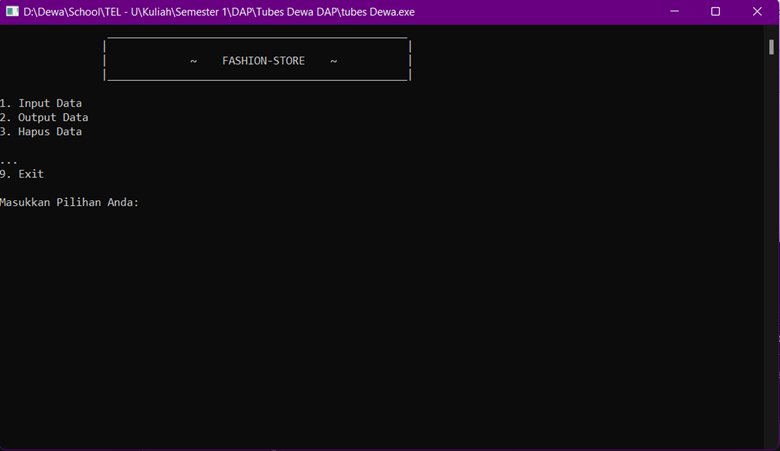 D:\Dewa\School\TEL - U\Kuliah\Semester 1\DAP\Tubes Dewa DAP\tubes Dewa.exe
~ FASHION-STORE ~
1. Input Data
2. Output Data
3. Hapus Data
...
9. Exit
Masukkan Pilihan Anda: